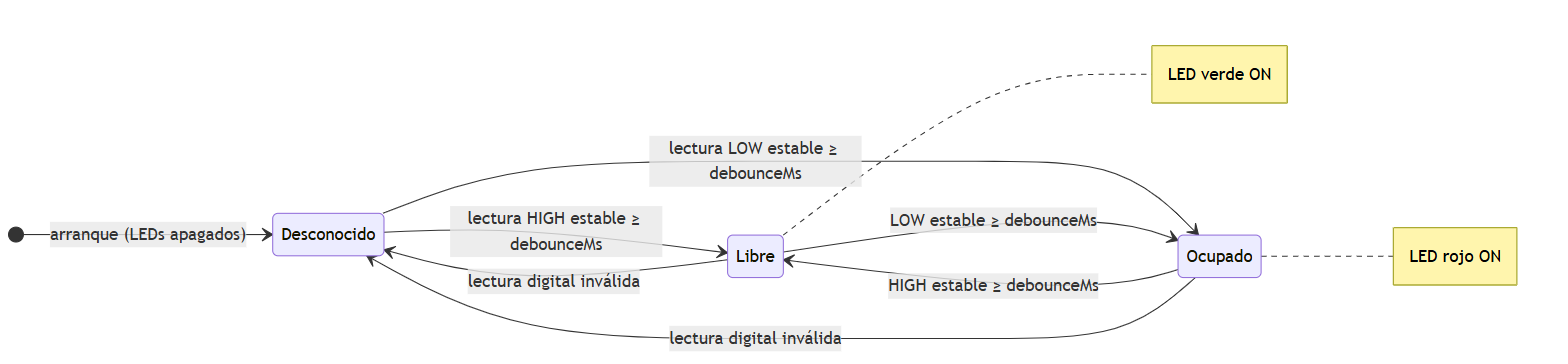 LED verde ON
lectura LOW estable ≥
debounceMs
lectura HIGH estable ≥
debounceMs
LOW estable ≥ debounceMs
arranque (LEDs apagados)
Desconocido
Libre
Ocupado
LED rojo ON
lectura digital inválida
HIGH estable ≥ debounceMs
lectura digital inválida